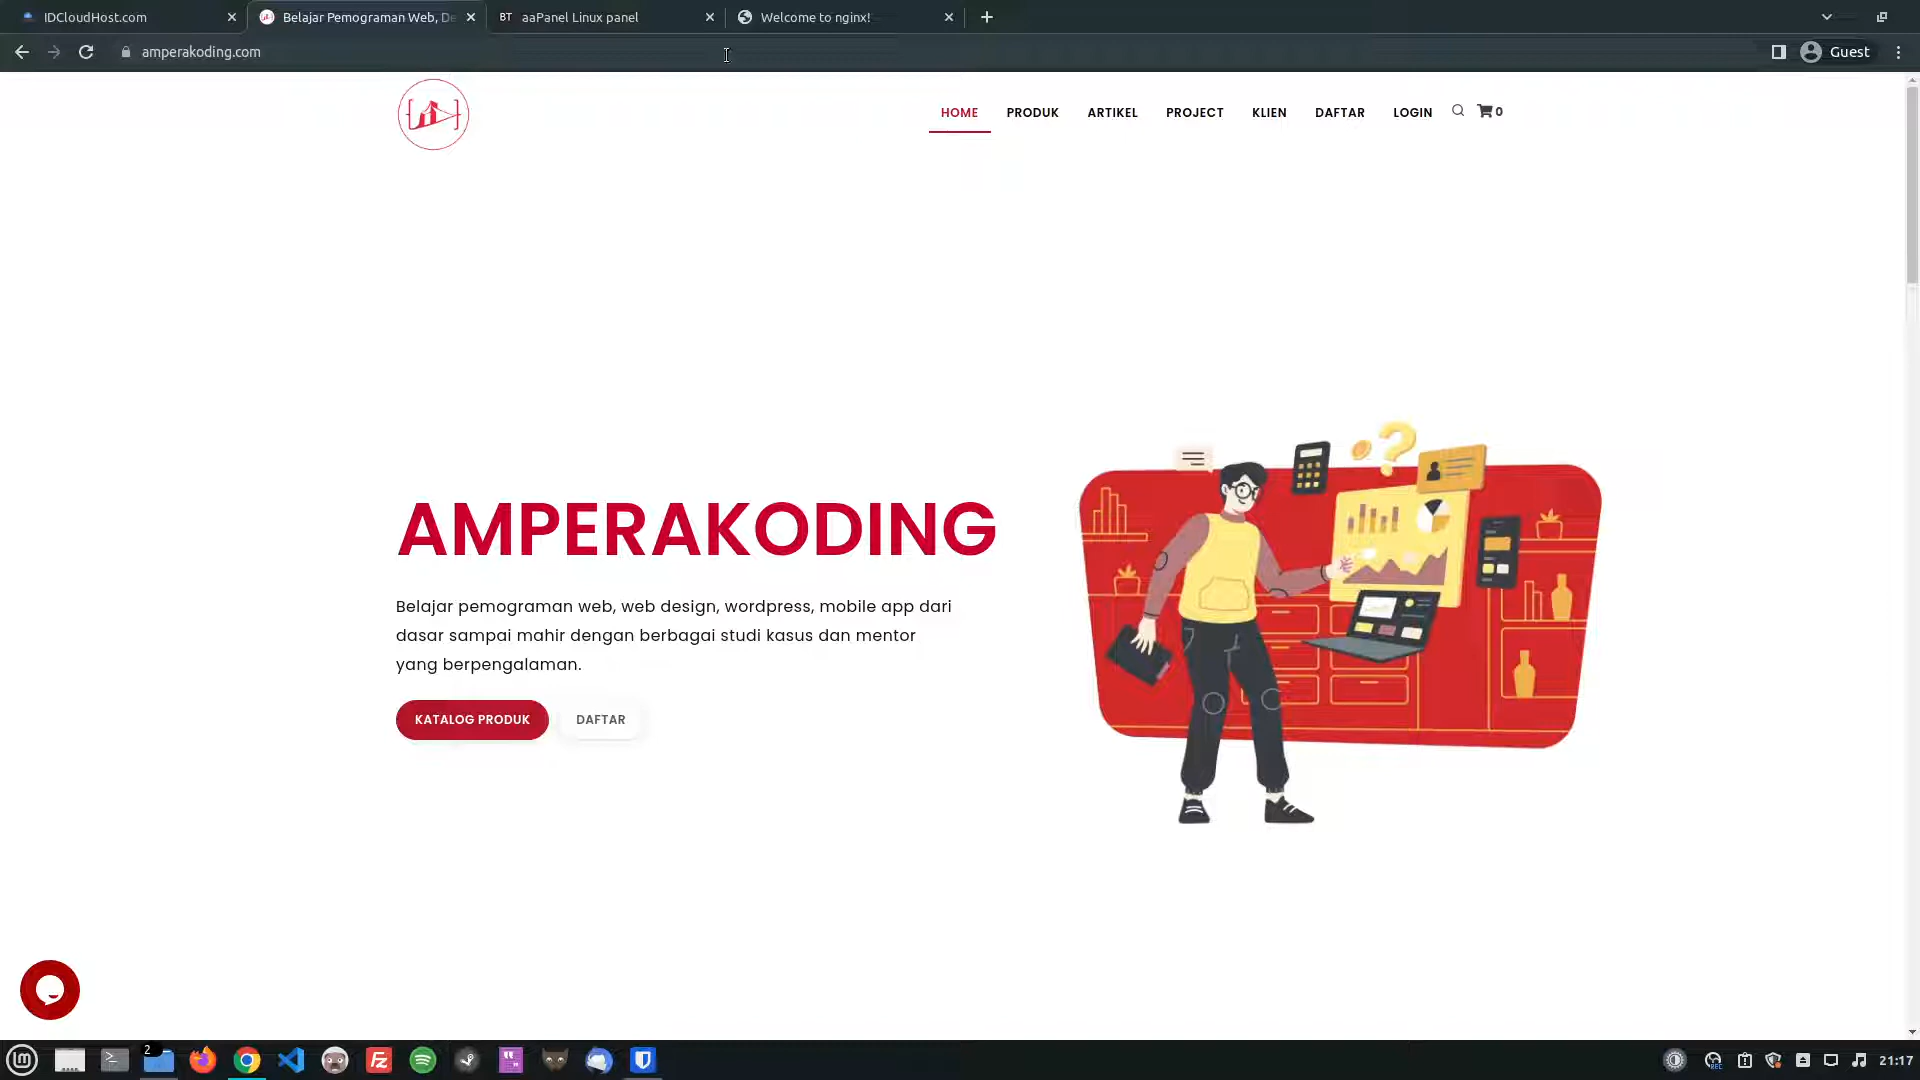 IDCloudHost.com
Belajar Pemograman Web, De
BT aaPanel Linux panel
Welcome to nginx!
amperakoding.com
Guest
HOME PRODUK ARTIKEL PROJECT KLIEN DAFTAR LOGIN 0
AMPERAKODING
Belajar pemograman web, web design, wordpress, mobile app dari
dasar sampai mahir dengan berbagai studi kasus dan mentor
yang berpengalaman.
KATALOG PRODUK DAFTAR
2
21:17